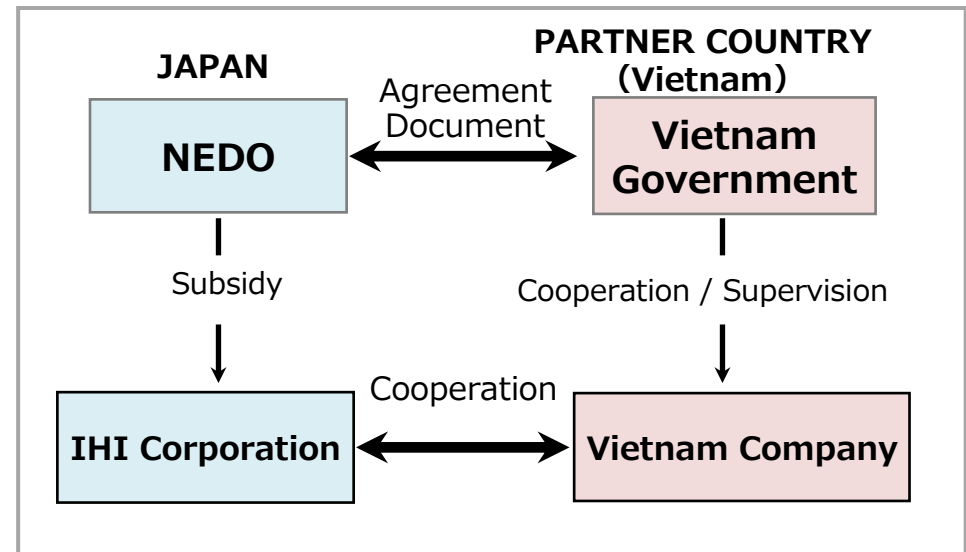 JAPAN
PARTNER COUNTRY
（Vietnam）
NEDO
Agreement
Document
Vietnam
Government
Subsidy
Cooperation / Supervision
IHI Corporation
Cooperation
Vietnam Company